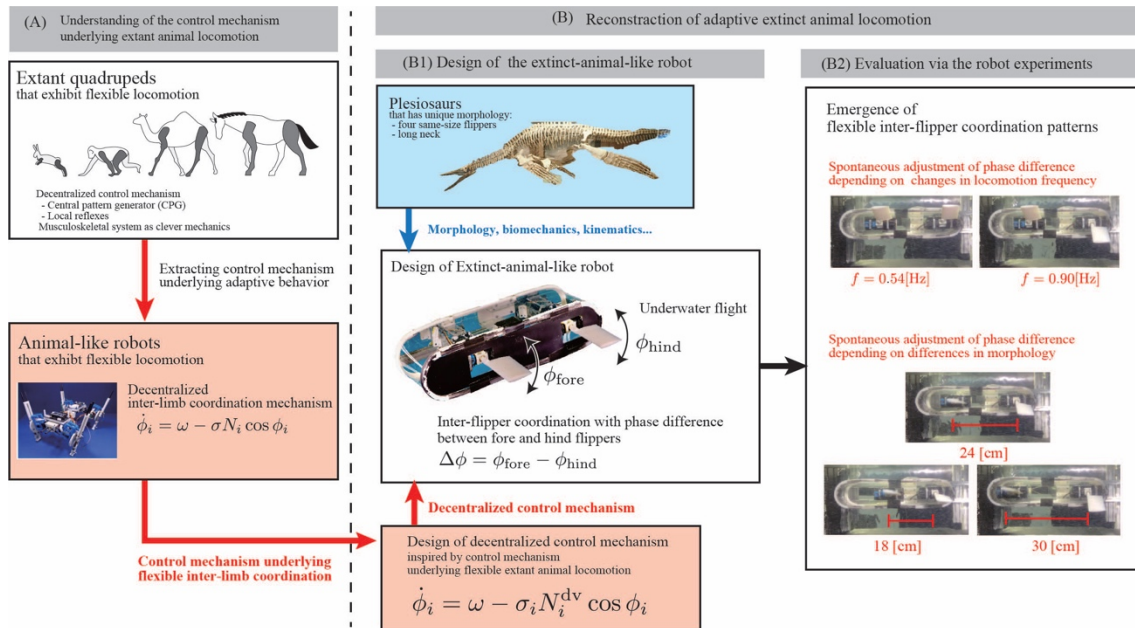 (A) Understanding of the control mechanism
underlying extant animal locomotion
Extant quadrupeds
that exhibit flexible locomotion
Decentralized control mechanism
- Central pattern generator (CPG)
- Local reflexes
Musculoskeletal system as clever mechanics
Extracting control mechanism
underlying adaptive behavior
Animal-like robots
that exhibt flexible locomotion
Decentralized
inter-limb coordination mechanism
ϕ̇ᵢ = ω − σNᵢ cos ϕᵢ
Control mechanism underlying
flexible inter-limb coordination
(B) Reconstraction of adaptive extinct animal locomotion
(B1) Design of the extinct-animal-like robot
Plesiosaurs
that has unique morphology:
- four same-size flippers
- long neck
Morphology, biomechanics, kinematics...
Design of Extinct-animal-like robot
Underwater flight
ϕ_hind
ϕ_fore
Inter-flipper coordination with phase difference
between fore and hind flippers
Δϕ = ϕ_fore − ϕ_hind
Decentralized control mechanism
Design of decentralized control mechanism
inspired by control mechanism
underlying flexible extant animal locomotion
ϕ̇ᵢ = ω − σᵢNᵢ^dv cos ϕᵢ
(B2) Evaluation via the robot experiments
Emergence of
flexible inter-flipper coordination patterns
Spontaneous adjustment of phase difference
depending on changes in locomotion frequency
f = 0.54[Hz]
f = 0.90[Hz]
Spontaneous adjustment of phase difference
depending on differences in morphology
24 [cm]
18 [cm]
30 [cm]